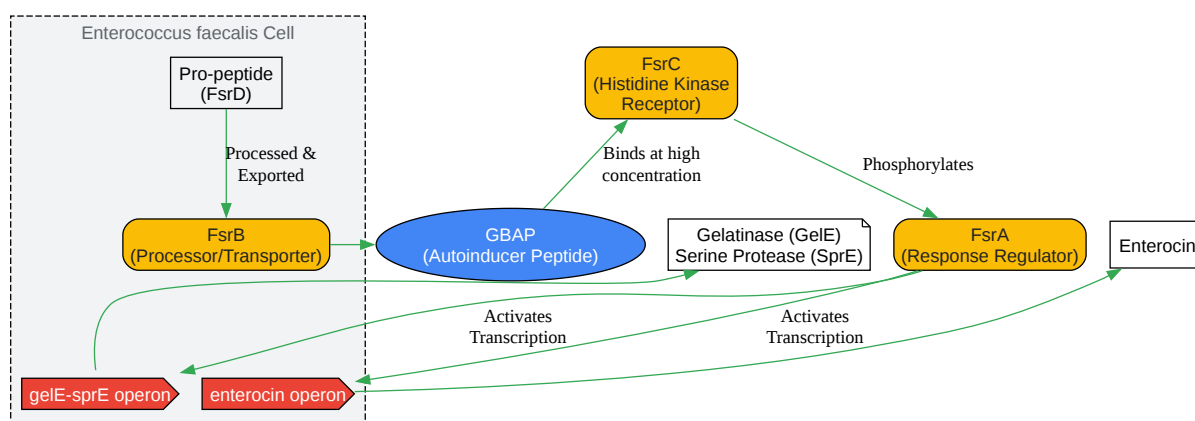 Enterococcus faecalis Cell
Pro-peptide
(FsrD)
FsrC
(Histidine Kinase
Receptor)
Processed &
Exported
Binds at high
concentration
Phosphorylates
FsrB
(Processor/Transporter)
GBAP
(Autoinducer Peptide)
Gelatinase (GelE)
Serine Protease (SprE)
FsrA
(Response Regulator)
Enterocin
Activates
Transcription
Activates
Transcription
gelE-sprE operon
enterocin operon